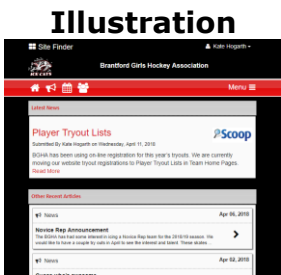 Illustration
Site Finder
Kate Hogarth
Brantford Girls Hockey Association
ICE CATS
Menu
Latest News
Player Tryout Lists
Scoop
Submitted By Kate Hogarth on Wednesday, April 11, 2018
BGHA has been using on-line registration for this year's tryouts. We are currently
moving our website tryout registrations to Player Tryout Lists in Team Home Pages.
Read More
Other Recent Articles
News
Apr 06, 2018
Novice Rep Announcement
The BGHA has had some interest in icing a Novice Rep team for the 2018/19 season. We
would like to have a couple try outs in April to see the interest and talent. These skates ...
News
Apr 02, 2018